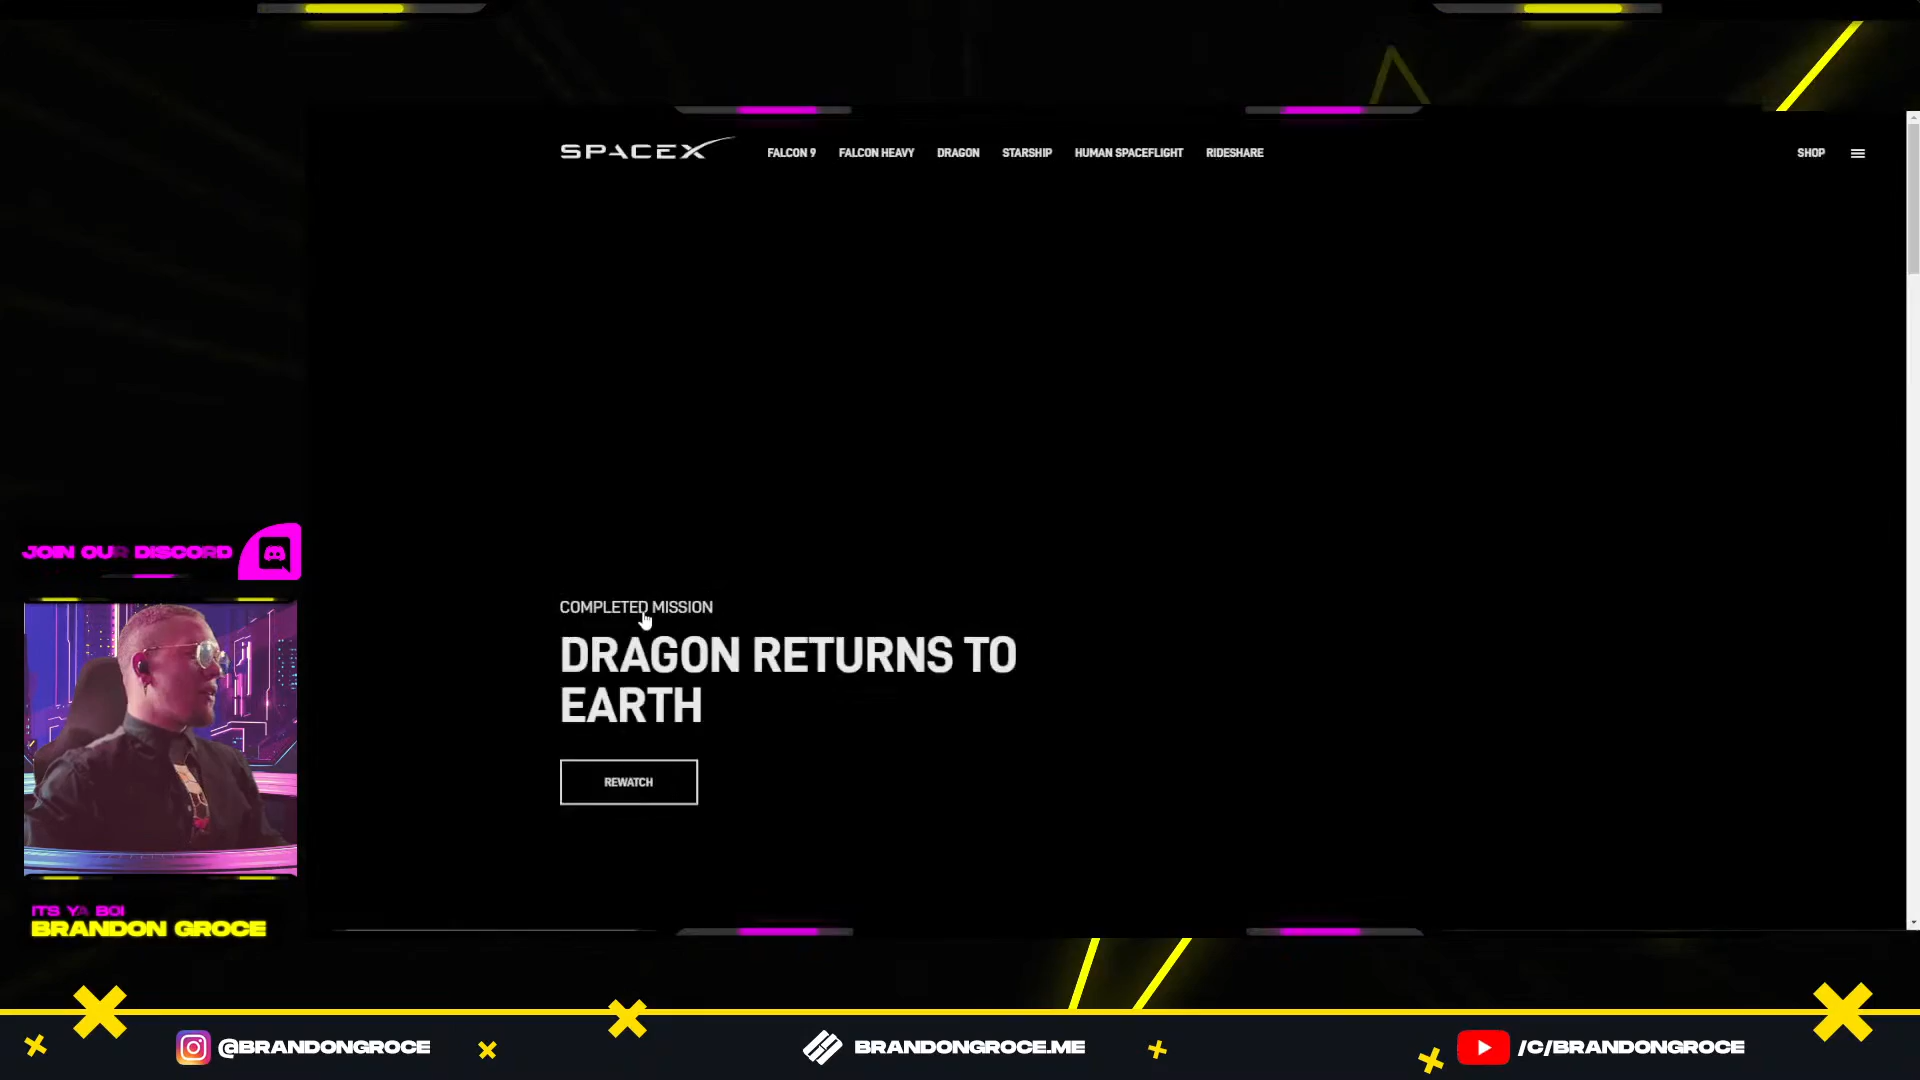 SPACEX
FALCON 9 FALCON HEAVY DRAGON STARSHIP HUMAN SPACEFLIGHT RIDESHARE
SHOP
COMPLETED MISSION
DRAGON RETURNS TO
EARTH
REWATCH
JOIN OUR DISCORD
ITS YA BOI
BRANDON GROCE
@BRANDONGROCE
BRANDONGROCE.ME
/C/BRANDONGROCE